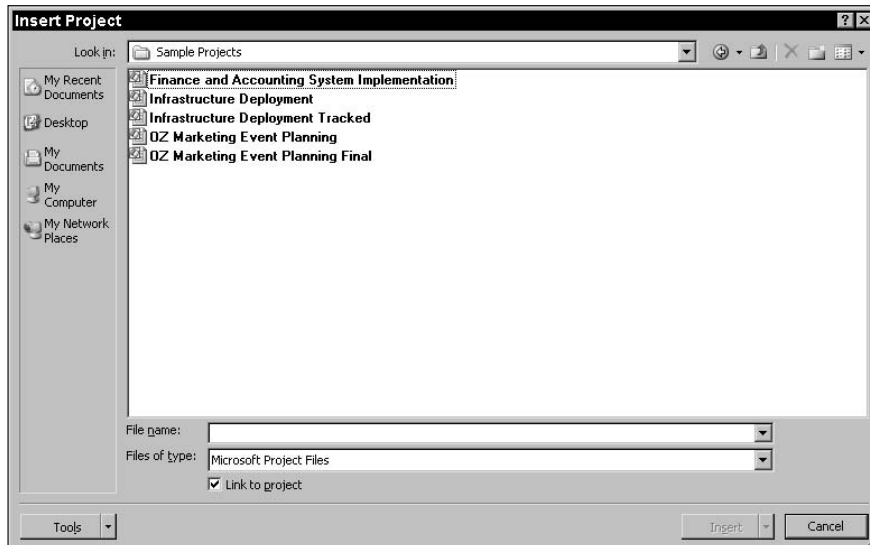 Insert Project
Look in:
Sample Projects
My Recent
Documents
Desktop
My
Documents
My
Computer
My Network
Places
Finance and Accounting System Implementation
Infrastructure Deployment
Infrastructure Deployment Tracked
OZ Marketing Event Planning
OZ Marketing Event Planning Final
File name:
Files of type:
Microsoft Project Files
Link to project
Tools
Insert
Cancel